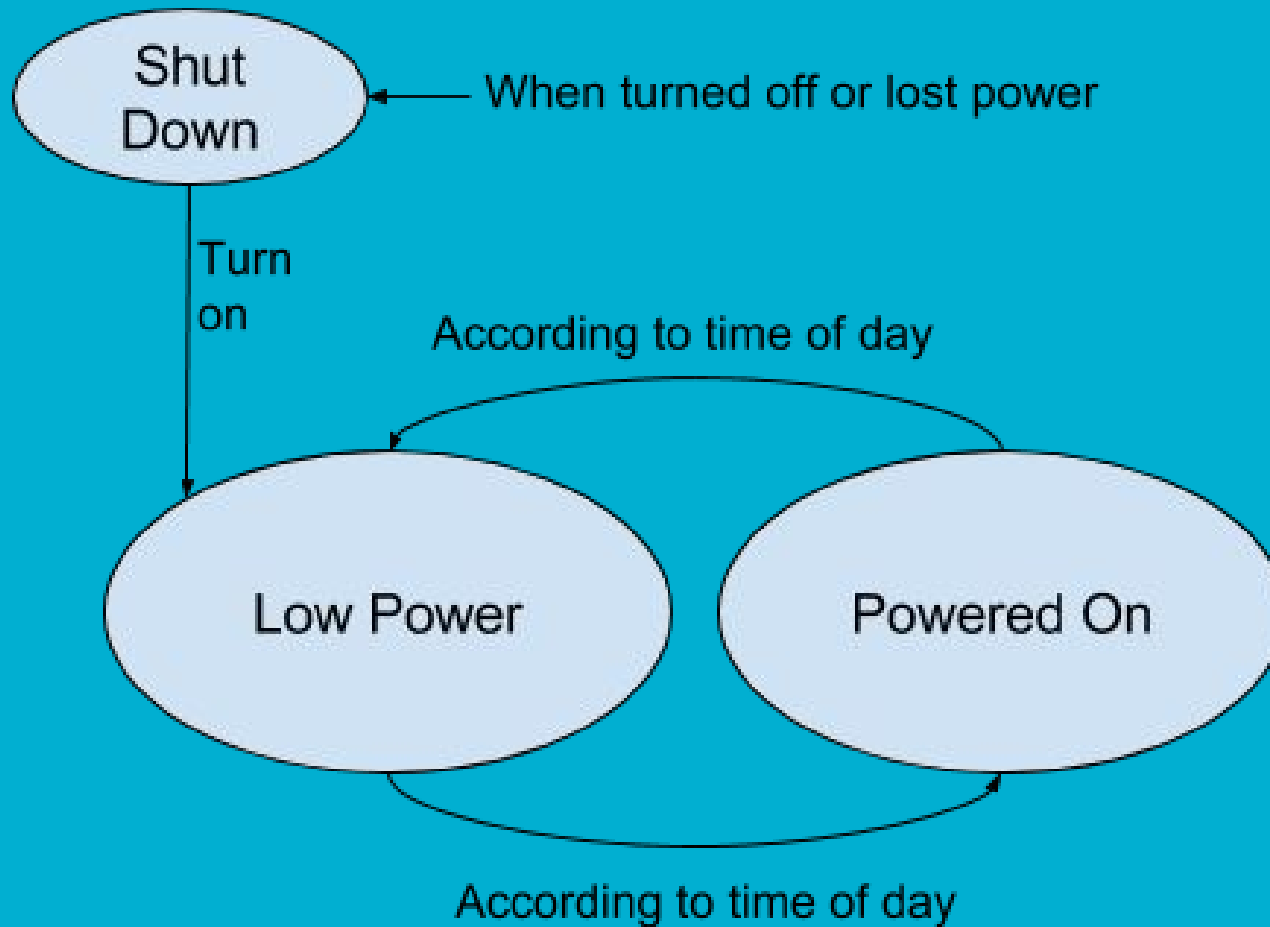 Shut
Down
When turned off or lost power
Turn
on
According to time of day
Low Power
Powered On
According to time of day